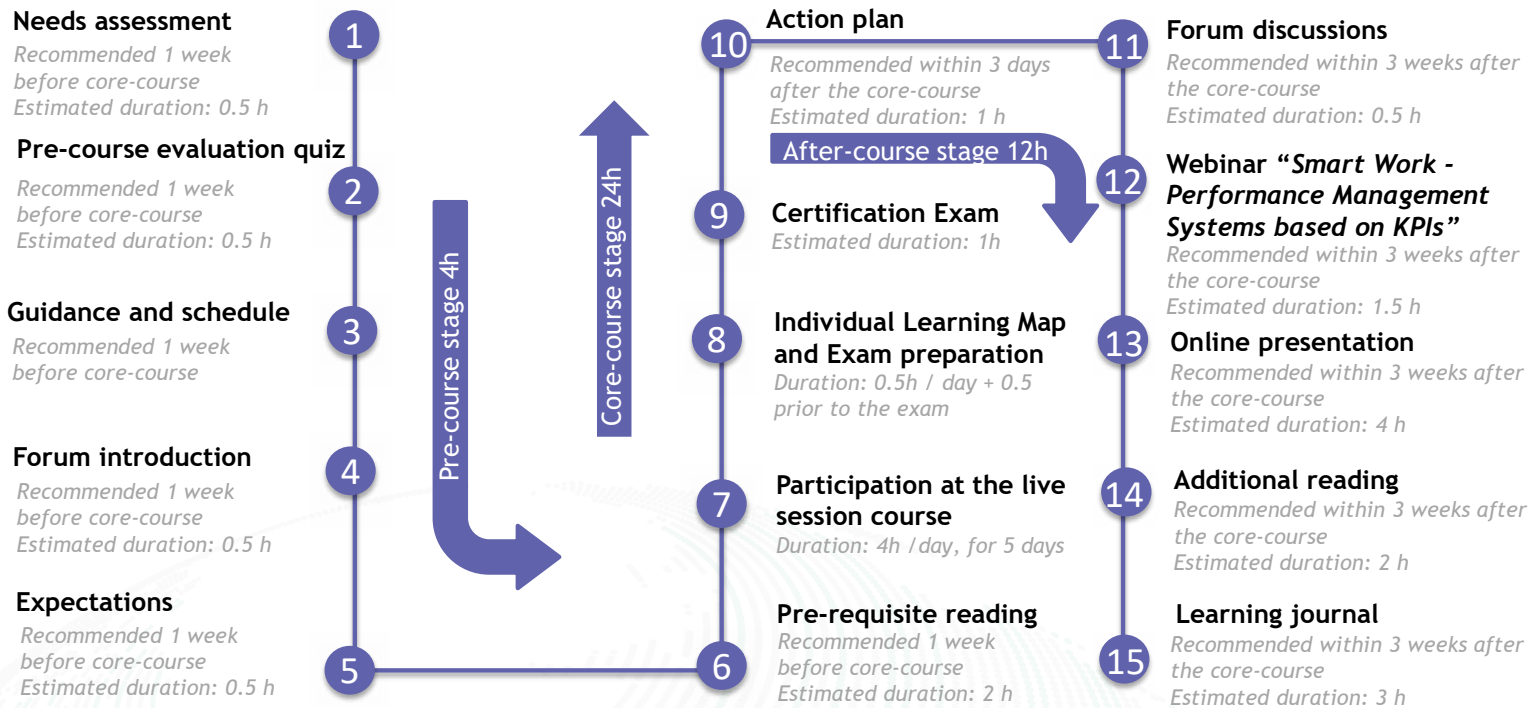 1
Needs assessment
Recommended 1 week
before core-course
Estimated duration: 0.5 h
2
Pre-course evaluation quiz
Recommended 1 week
before core-course
Estimated duration: 0.5 h
3
Guidance and schedule
Recommended 1 week
before core-course
4
Forum introduction
Recommended 1 week
before core-course
Estimated duration: 0.5 h
5
Expectations
Recommended 1 week
before core-course
Estimated duration: 0.5 h
Pre-course stage 4h
Core-course stage 24h
6
Pre-requisite reading
Recommended 1 week
before core-course
Estimated duration: 2 h
7
Participation at the live
session course
Duration: 4h /day, for 5 days
8
Individual Learning Map
and Exam preparation
Duration: 0.5h / day + 0.5
prior to the exam
9
Certification Exam
Estimated duration: 1h
10
Action plan
Recommended within 3 days
after the core-course
Estimated duration: 1 h
After-course stage 12h
11
Forum discussions
Recommended within 3 weeks after
the core-course
Estimated duration: 0.5 h
12
Webinar “Smart Work -
Performance Management
Systems based on KPIs”
Recommended within 3 weeks after
the core-course
Estimated duration: 1.5 h
13
Online presentation
Recommended within 3 weeks after
the core-course
Estimated duration: 4 h
14
Additional reading
Recommended within 3 weeks after
the core-course
Estimated duration: 2 h
15
Learning journal
Recommended within 3 weeks after
the core-course
Estimated duration: 3 h